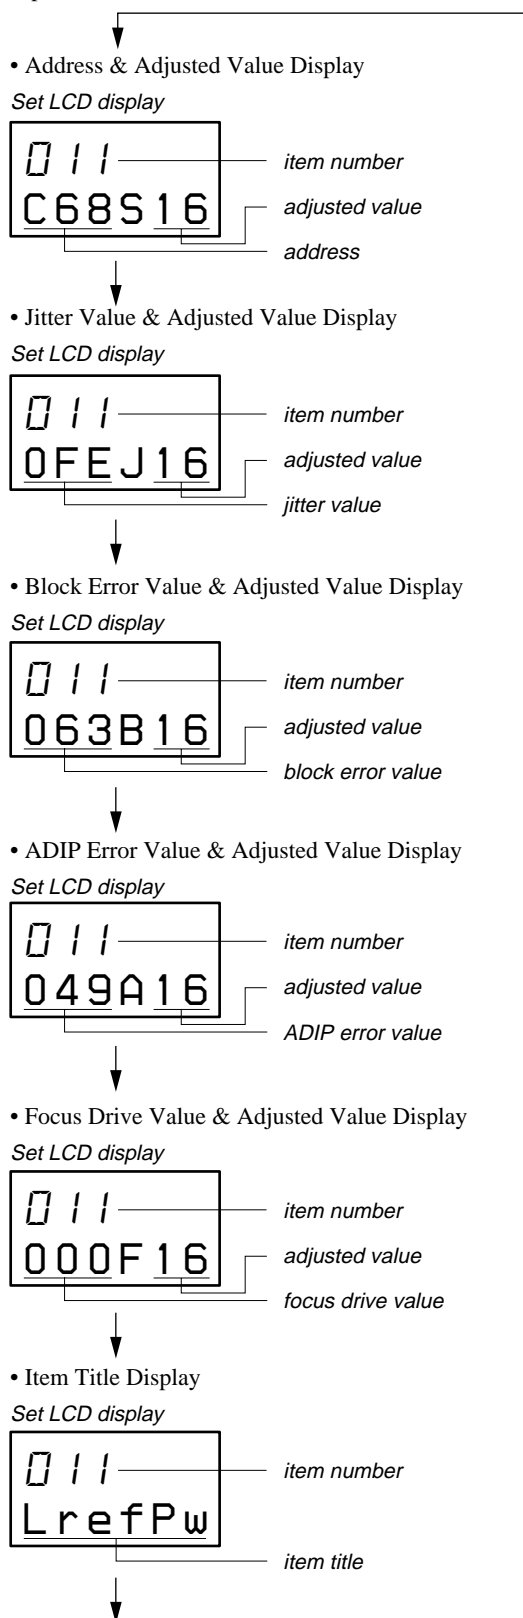 • Address & Adjusted Value Display
Set LCD display
011
item number
C68S16
adjusted value
address
• Jitter Value & Adjusted Value Display
Set LCD display
011
item number
0FEJ16
adjusted value
jitter value
• Block Error Value & Adjusted Value Display
Set LCD display
011
item number
063B16
adjusted value
block error value
• ADIP Error Value & Adjusted Value Display
Set LCD display
011
item number
049A16
adjusted value
ADIP error value
• Focus Drive Value & Adjusted Value Display
Set LCD display
011
item number
000F16
adjusted value
focus drive value
• Item Title Display
Set LCD display
011
item number
LrefPw
item title